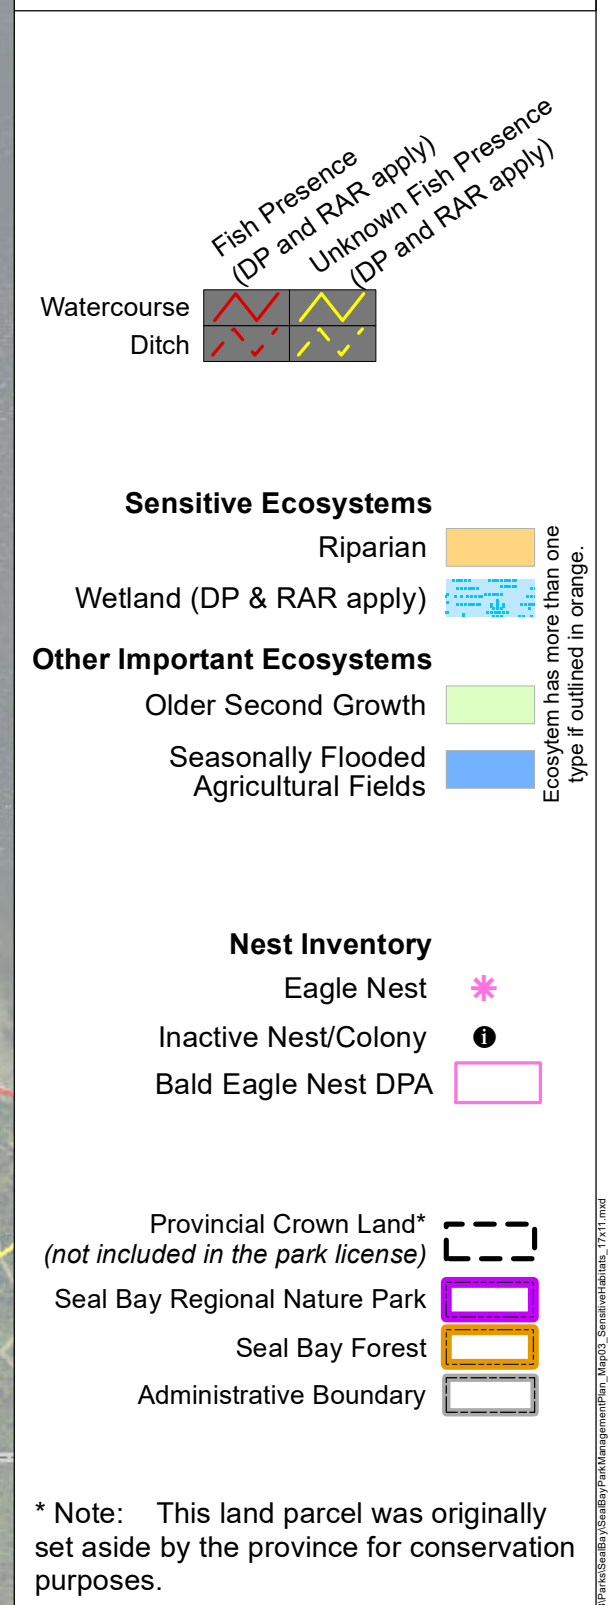 Fish Presence
(DP and RAR apply)
Unknown Fish Presence
(DP and RAR apply)
Watercourse
Ditch
Sensitive Ecosystems
Riparian
Wetland (DP & RAR apply)
Other Important Ecosystems
Older Second Growth
Seasonally Flooded
Agricultural Fields
Ecosytem has more than one
type if outlined in orange.
Nest Inventory
Eagle Nest
Inactive Nest/Colony
Bald Eagle Nest DPA
Provincial Crown Land*
(not included in the park license)
Seal Bay Regional Nature Park
Seal Bay Forest
Administrative Boundary
* Note: This land parcel was originally
set aside by the province for conservation
purposes.
\Parks\SealBay\SealBayParkManagementPlan_Map03_SensitiveHabitats_17x11.mxd